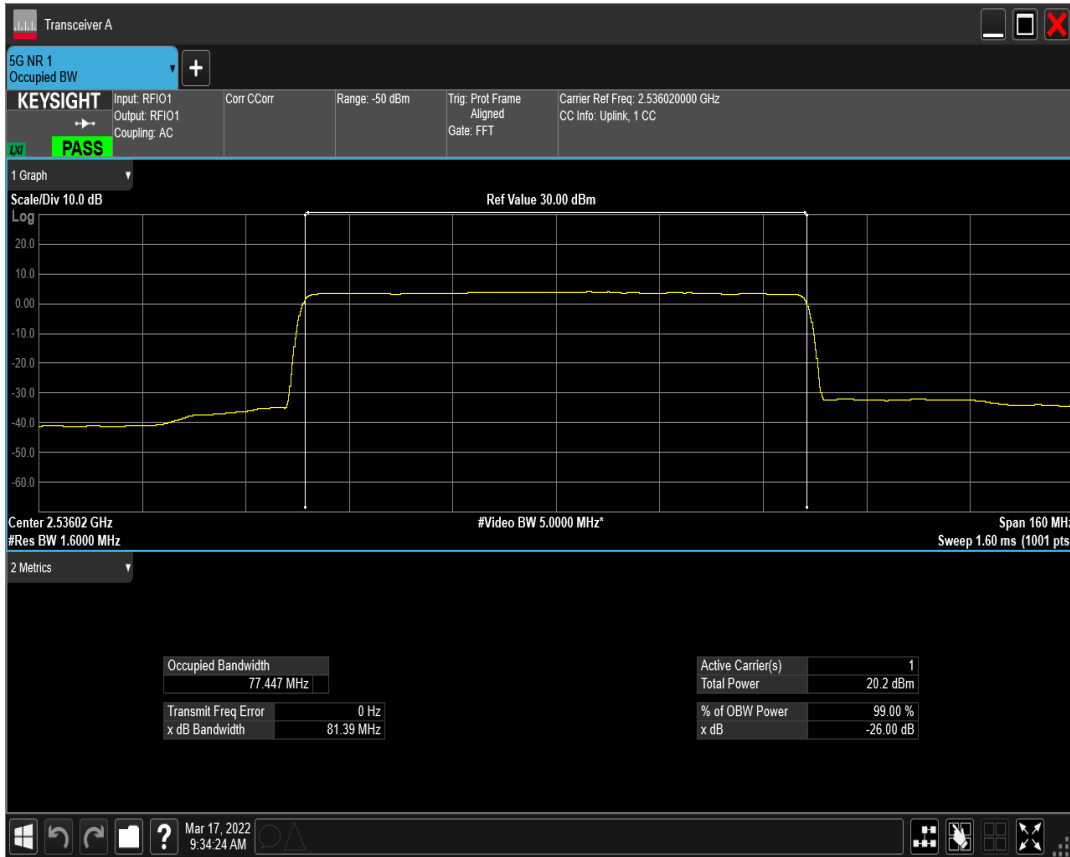 Transceiver A
5G NR 1
Occupied BW
KEYSIGHT
LXI
PASS
Input: RFIO1
Output: RFIO1
Coupling: AC
Corr CCorr
Range: -50 dBm
Trig: Prot Frame
Aligned
Gate: FFT
Carrier Ref Freq: 2.536020000 GHz
CC Info: Uplink, 1 CC
1 Graph
Scale/Div 10.0 dB
Ref Value 30.00 dBm
Log
20.0
10.0
0.00
-10.0
-20.0
-30.0
-40.0
-50.0
-60.0
Center 2.53602 GHz
#Video BW 5.0000 MHz*
Span 160 MHz
#Res BW 1.6000 MHz
Sweep 1.60 ms (1001 pts
2 Metrics
Occupied Bandwidth
77.447 MHz
Transmit Freq Error 0 Hz
x dB Bandwidth 81.39 MHz
Active Carrier(s) 1
Total Power 20.2 dBm
% of OBW Power 99.00 %
x dB -26.00 dB
?
Mar 17, 2022
9:34:24 AM